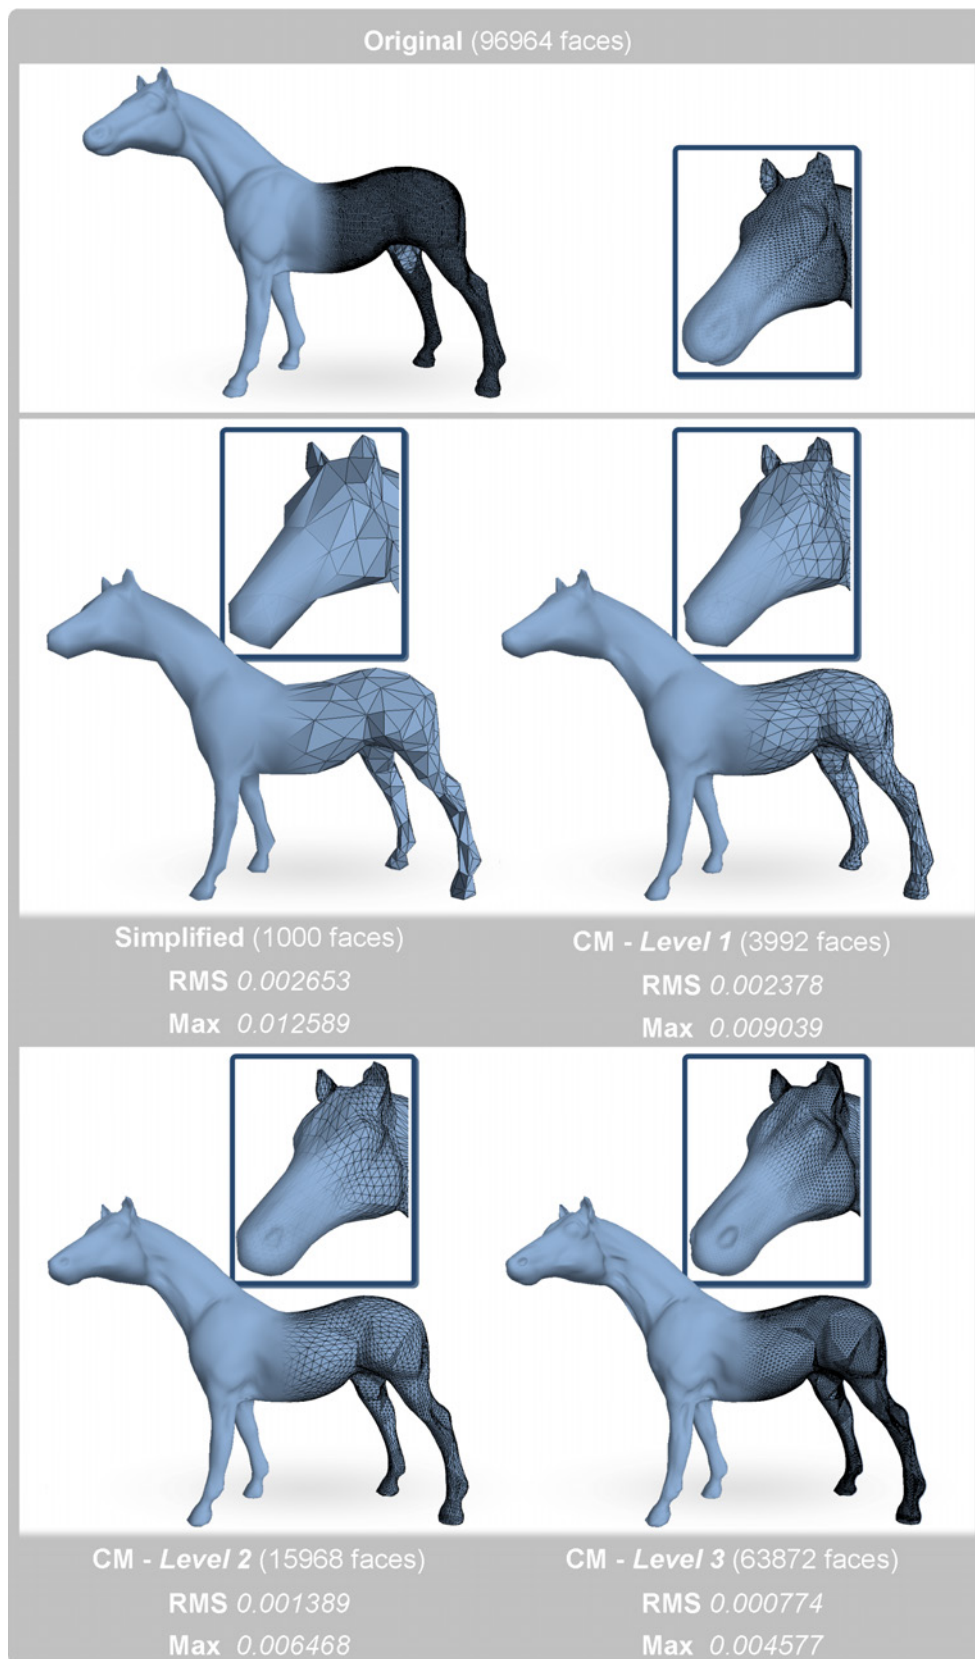 Original (96964 faces)
Simplified (1000 faces)
RMS 0.002653
Max 0.012589
CM - Level 1 (3992 faces)
RMS 0.002378
Max 0.009039
CM - Level 2 (15968 faces)
RMS 0.001389
Max 0.006468
CM - Level 3 (63872 faces)
RMS 0.000774
Max 0.004577